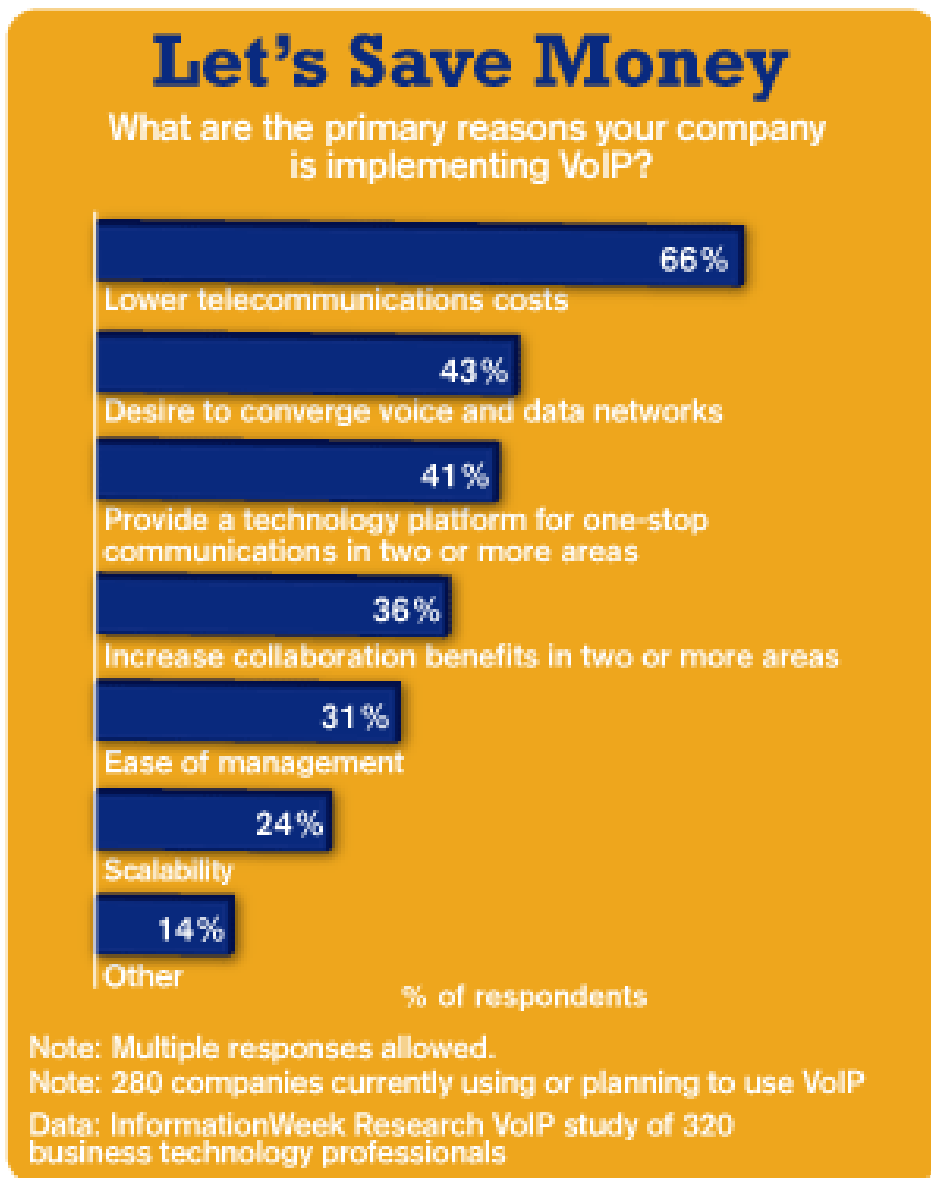 Let's Save Money
What are the primary reasons your company
is implementing VoIP?
66%
Lower telecommunications costs
43%
Desire to converge voice and data networks
41%
Provide a technology platform for one-stop
communications in two or more areas
36%
Increase collaboration benefits in two or more areas
31%
Ease of management
24%
Scalability
14%
Other
% of respondents
Note: Multiple responses allowed.
Note: 280 companies currently using or planning to use VoIP
Data: InformationWeek Research VoIP study of 320
business technology professionals